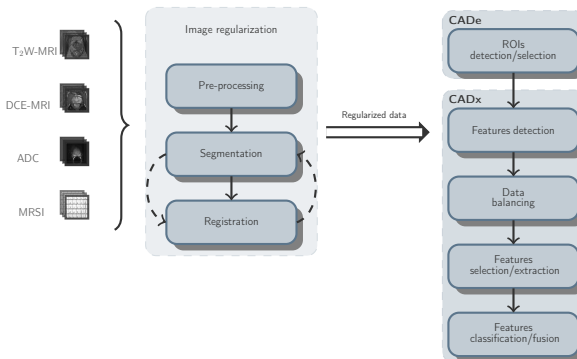 T₂W-MRI
DCE-MRI
ADC
MRSI
Image regularization
Pre-processing
Segmentation
Registration
Regularized data
CADe
ROIs
detection/selection
CADx
Features detection
Data
balancing
Features
selection/extraction
Features
classification/fusion